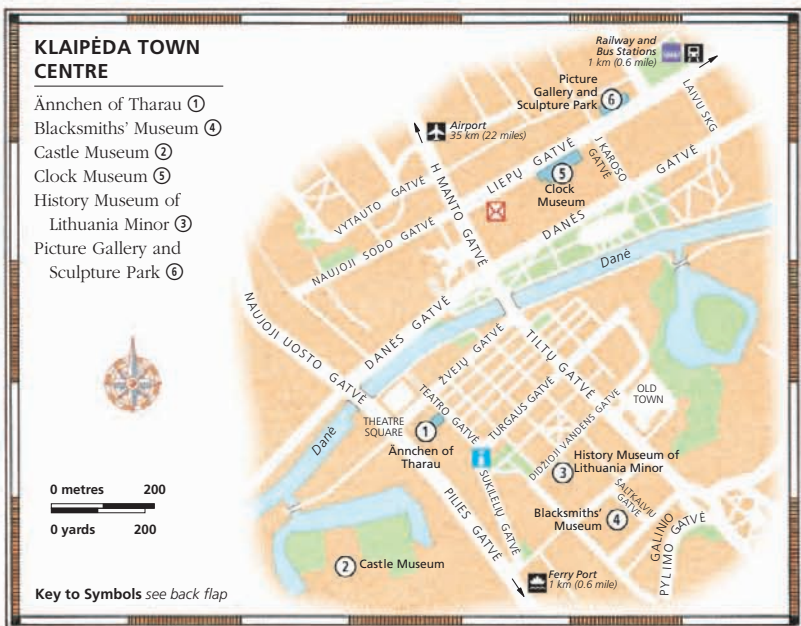 KLAIPĖDA TOWN
CENTRE
Ännchen of Tharau ①
Blacksmiths' Museum ④
Castle Museum ②
Clock Museum ⑤
History Museum of
Lithuania Minor ③
Picture Gallery and
Sculpture Park ⑥
0 metres 200
0 yards 200
Key to Symbols see back flap
Railway and
Bus Stations
1 km (0.6 mile)
Picture
Gallery and
Sculpture Park
⑥
Airport
35 km (22 miles)
LAIVU SKG
J KAROSO
GATVĖ
LIEPŲ GATVĖ
⑤
Clock
Museum
H MANTO GATVĖ
VYTAUTO GATVĖ
NAUJOJI SODO GATVĖ
DANĖS GATVĖ
Danė
NAUJOJI UOSTO GATVĖ
DANĖS GATVĖ
ŽVEJŲ GATVĖ
TILTŲ GATVĖ
TEATRO GATVĖ
TURGAUS GATVĖ
DIDŽIOJI VANDENS GATVĖ
OLD
TOWN
THEATRE
SQUARE
①
Ännchen of
Tharau
Danė
③
History Museum of
Lithuania Minor
SUKILĖLIŲ GATVĖ
ŠALTKALVIŲ
GATVĖ
Blacksmiths'
Museum ④
GALINIO
PYLIMO GATVĖ
PILIES GATVĖ
② Castle Museum
Ferry Port
1 km (0.6 mile)